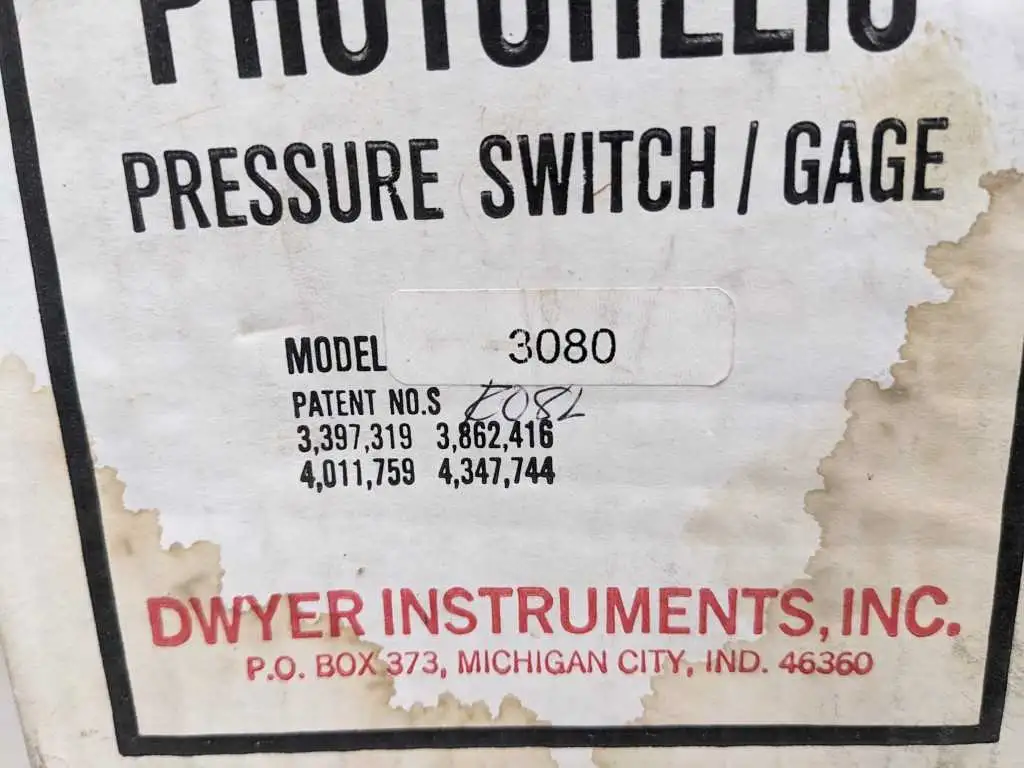 PHOTOHELIC
PRESSURE SWITCH / GAGE
MODEL 3080
PATENT NO.S
3,397,319 3,862,416
4,011,759 4,347,744
DWYER INSTRUMENTS, INC.
P.O. BOX 373, MICHIGAN CITY, IND. 46360